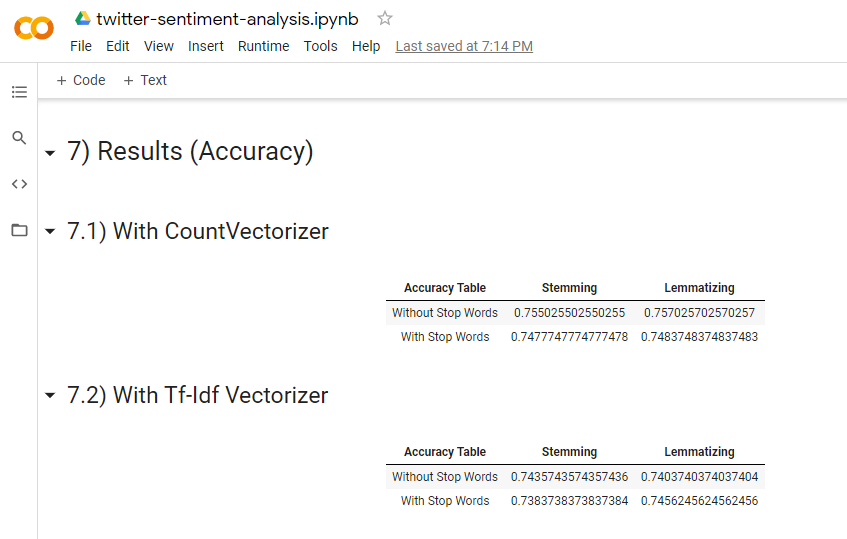 twitter-sentiment-analysis.ipynb
File Edit View Insert Runtime Tools Help Last saved at 7:14 PM
+ Code + Text
7) Results (Accuracy)
7.1) With CountVectorizer
Accuracy Table Stemming Lemmatizing
Without Stop Words 0.755025502550255 0.757025702570257
With Stop Words 0.7477747774777478 0.7483748374837483
7.2) With Tf-Idf Vectorizer
Accuracy Table Stemming Lemmatizing
Without Stop Words 0.7435743574357436 0.7403740374037404
With Stop Words 0.7383738373837384 0.7456245624562456